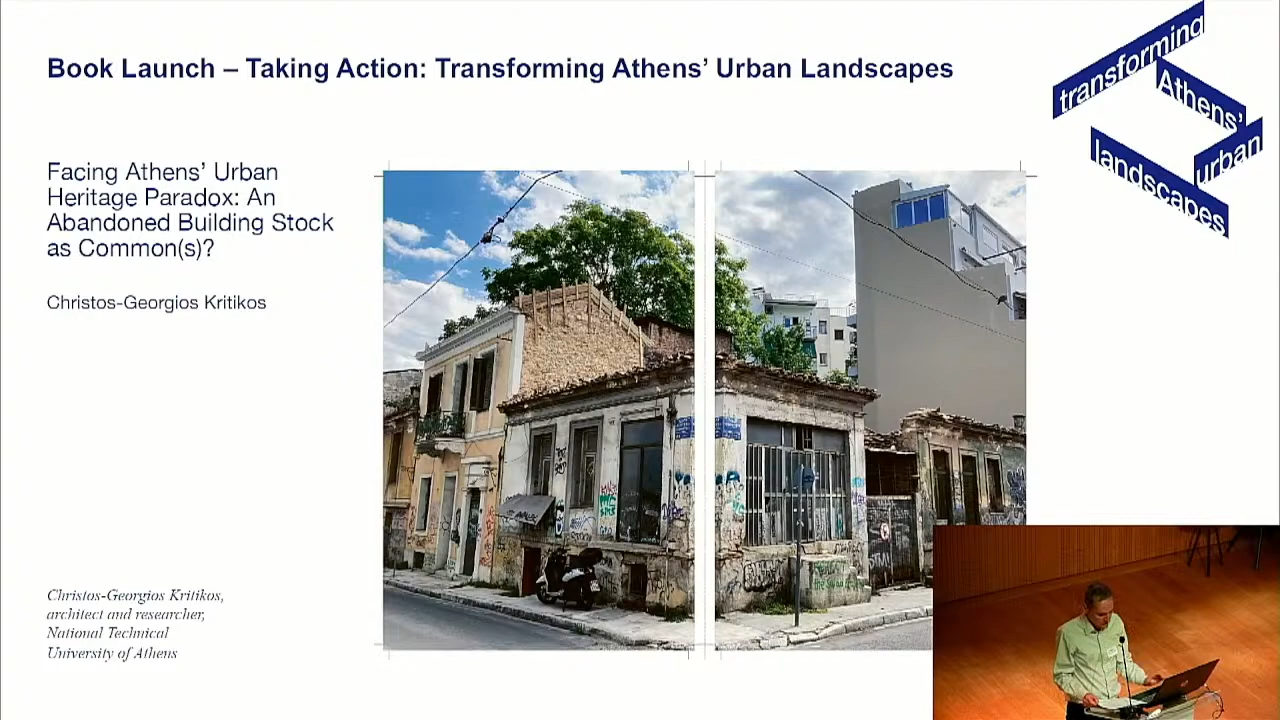 Book Launch – Taking Action: Transforming Athens’ Urban Landscapes
transforming
Athens’
urban
landscapes
Facing Athens’ Urban
Heritage Paradox: An
Abandoned Building Stock
as Common(s)?
Christos-Georgios Kritikos
Christos-Georgios Kritikos,
architect and researcher,
National Technical
University of Athens